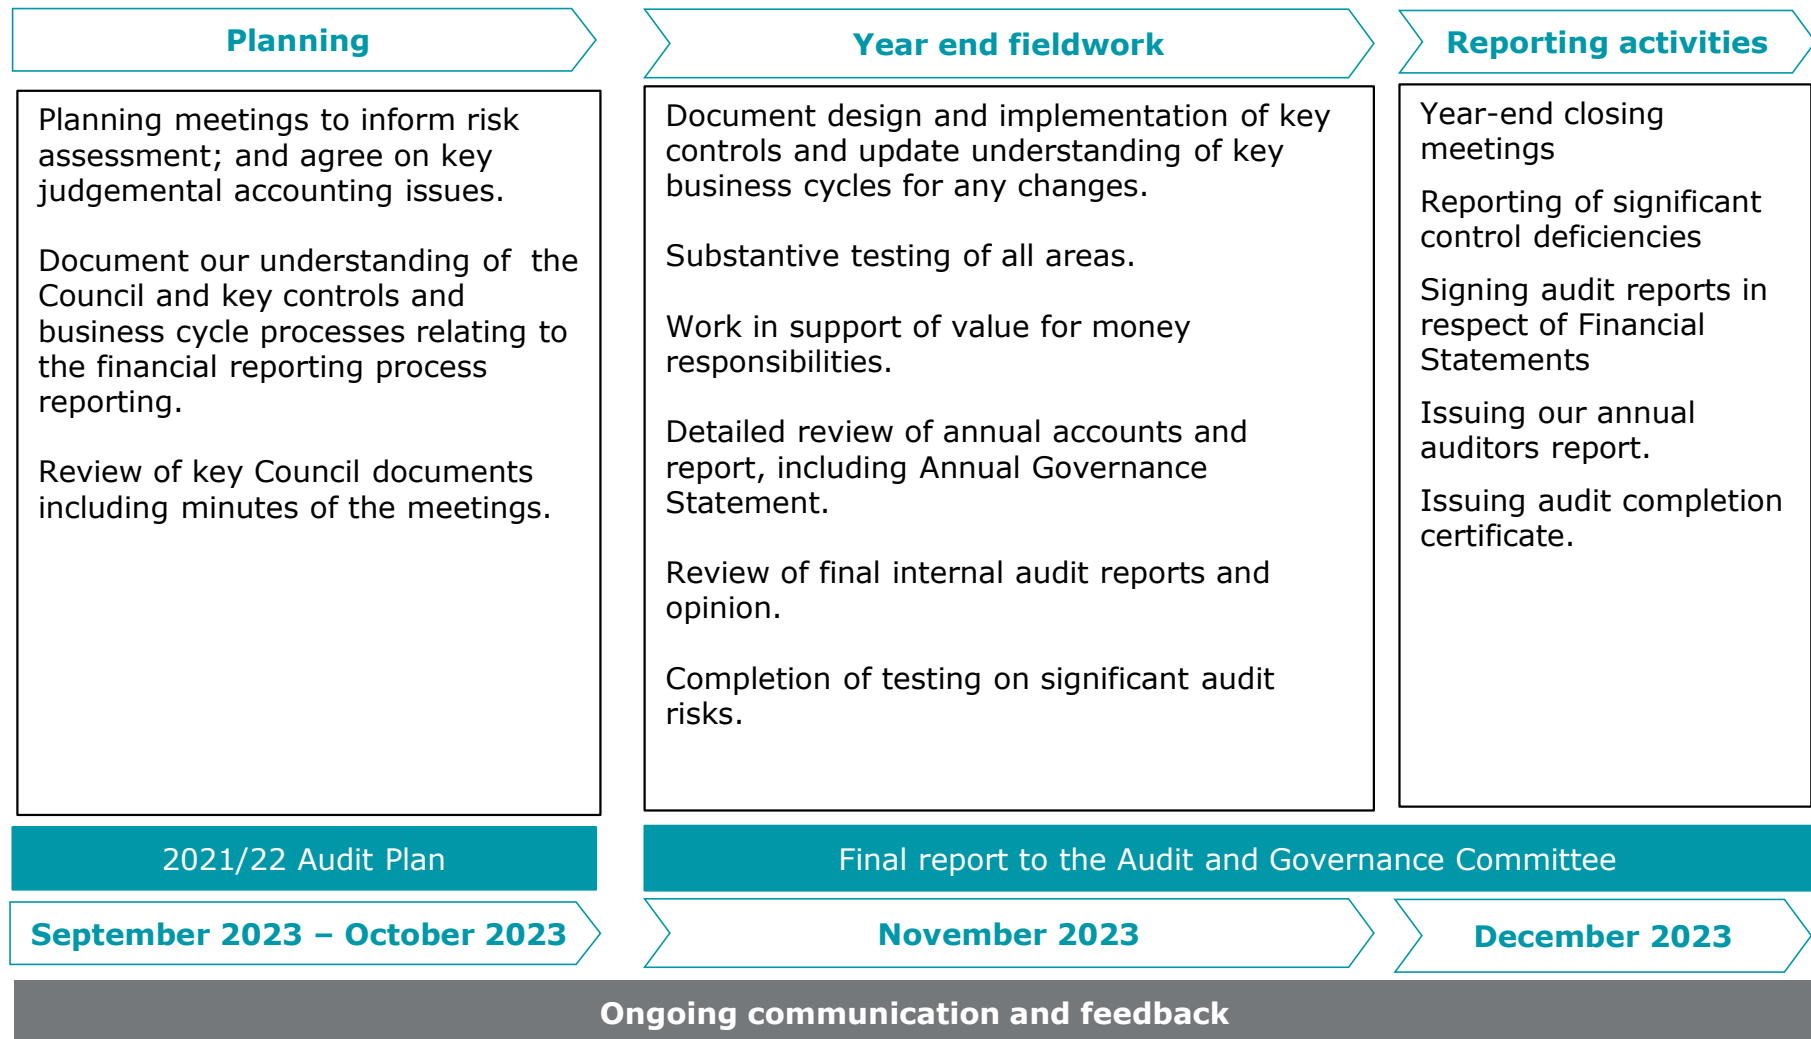 Planning
Year end fieldwork
Reporting activities
Planning meetings to inform risk
assessment; and agree on key
judgemental accounting issues.
Document our understanding of the
Council and key controls and
business cycle processes relating to
the financial reporting process
reporting.
Review of key Council documents
including minutes of the meetings.
Document design and implementation of key
controls and update understanding of key
business cycles for any changes.
Substantive testing of all areas.
Work in support of value for money
responsibilities.
Detailed review of annual accounts and
report, including Annual Governance
Statement.
Review of final internal audit reports and
opinion.
Completion of testing on significant audit
risks.
Year-end closing
meetings
Reporting of significant
control deficiencies
Signing audit reports in
respect of Financial
Statements
Issuing our annual
auditors report.
Issuing audit completion
certificate.
2021/22 Audit Plan
Final report to the Audit and Governance Committee
September 2023 – October 2023
November 2023
December 2023
Ongoing communication and feedback